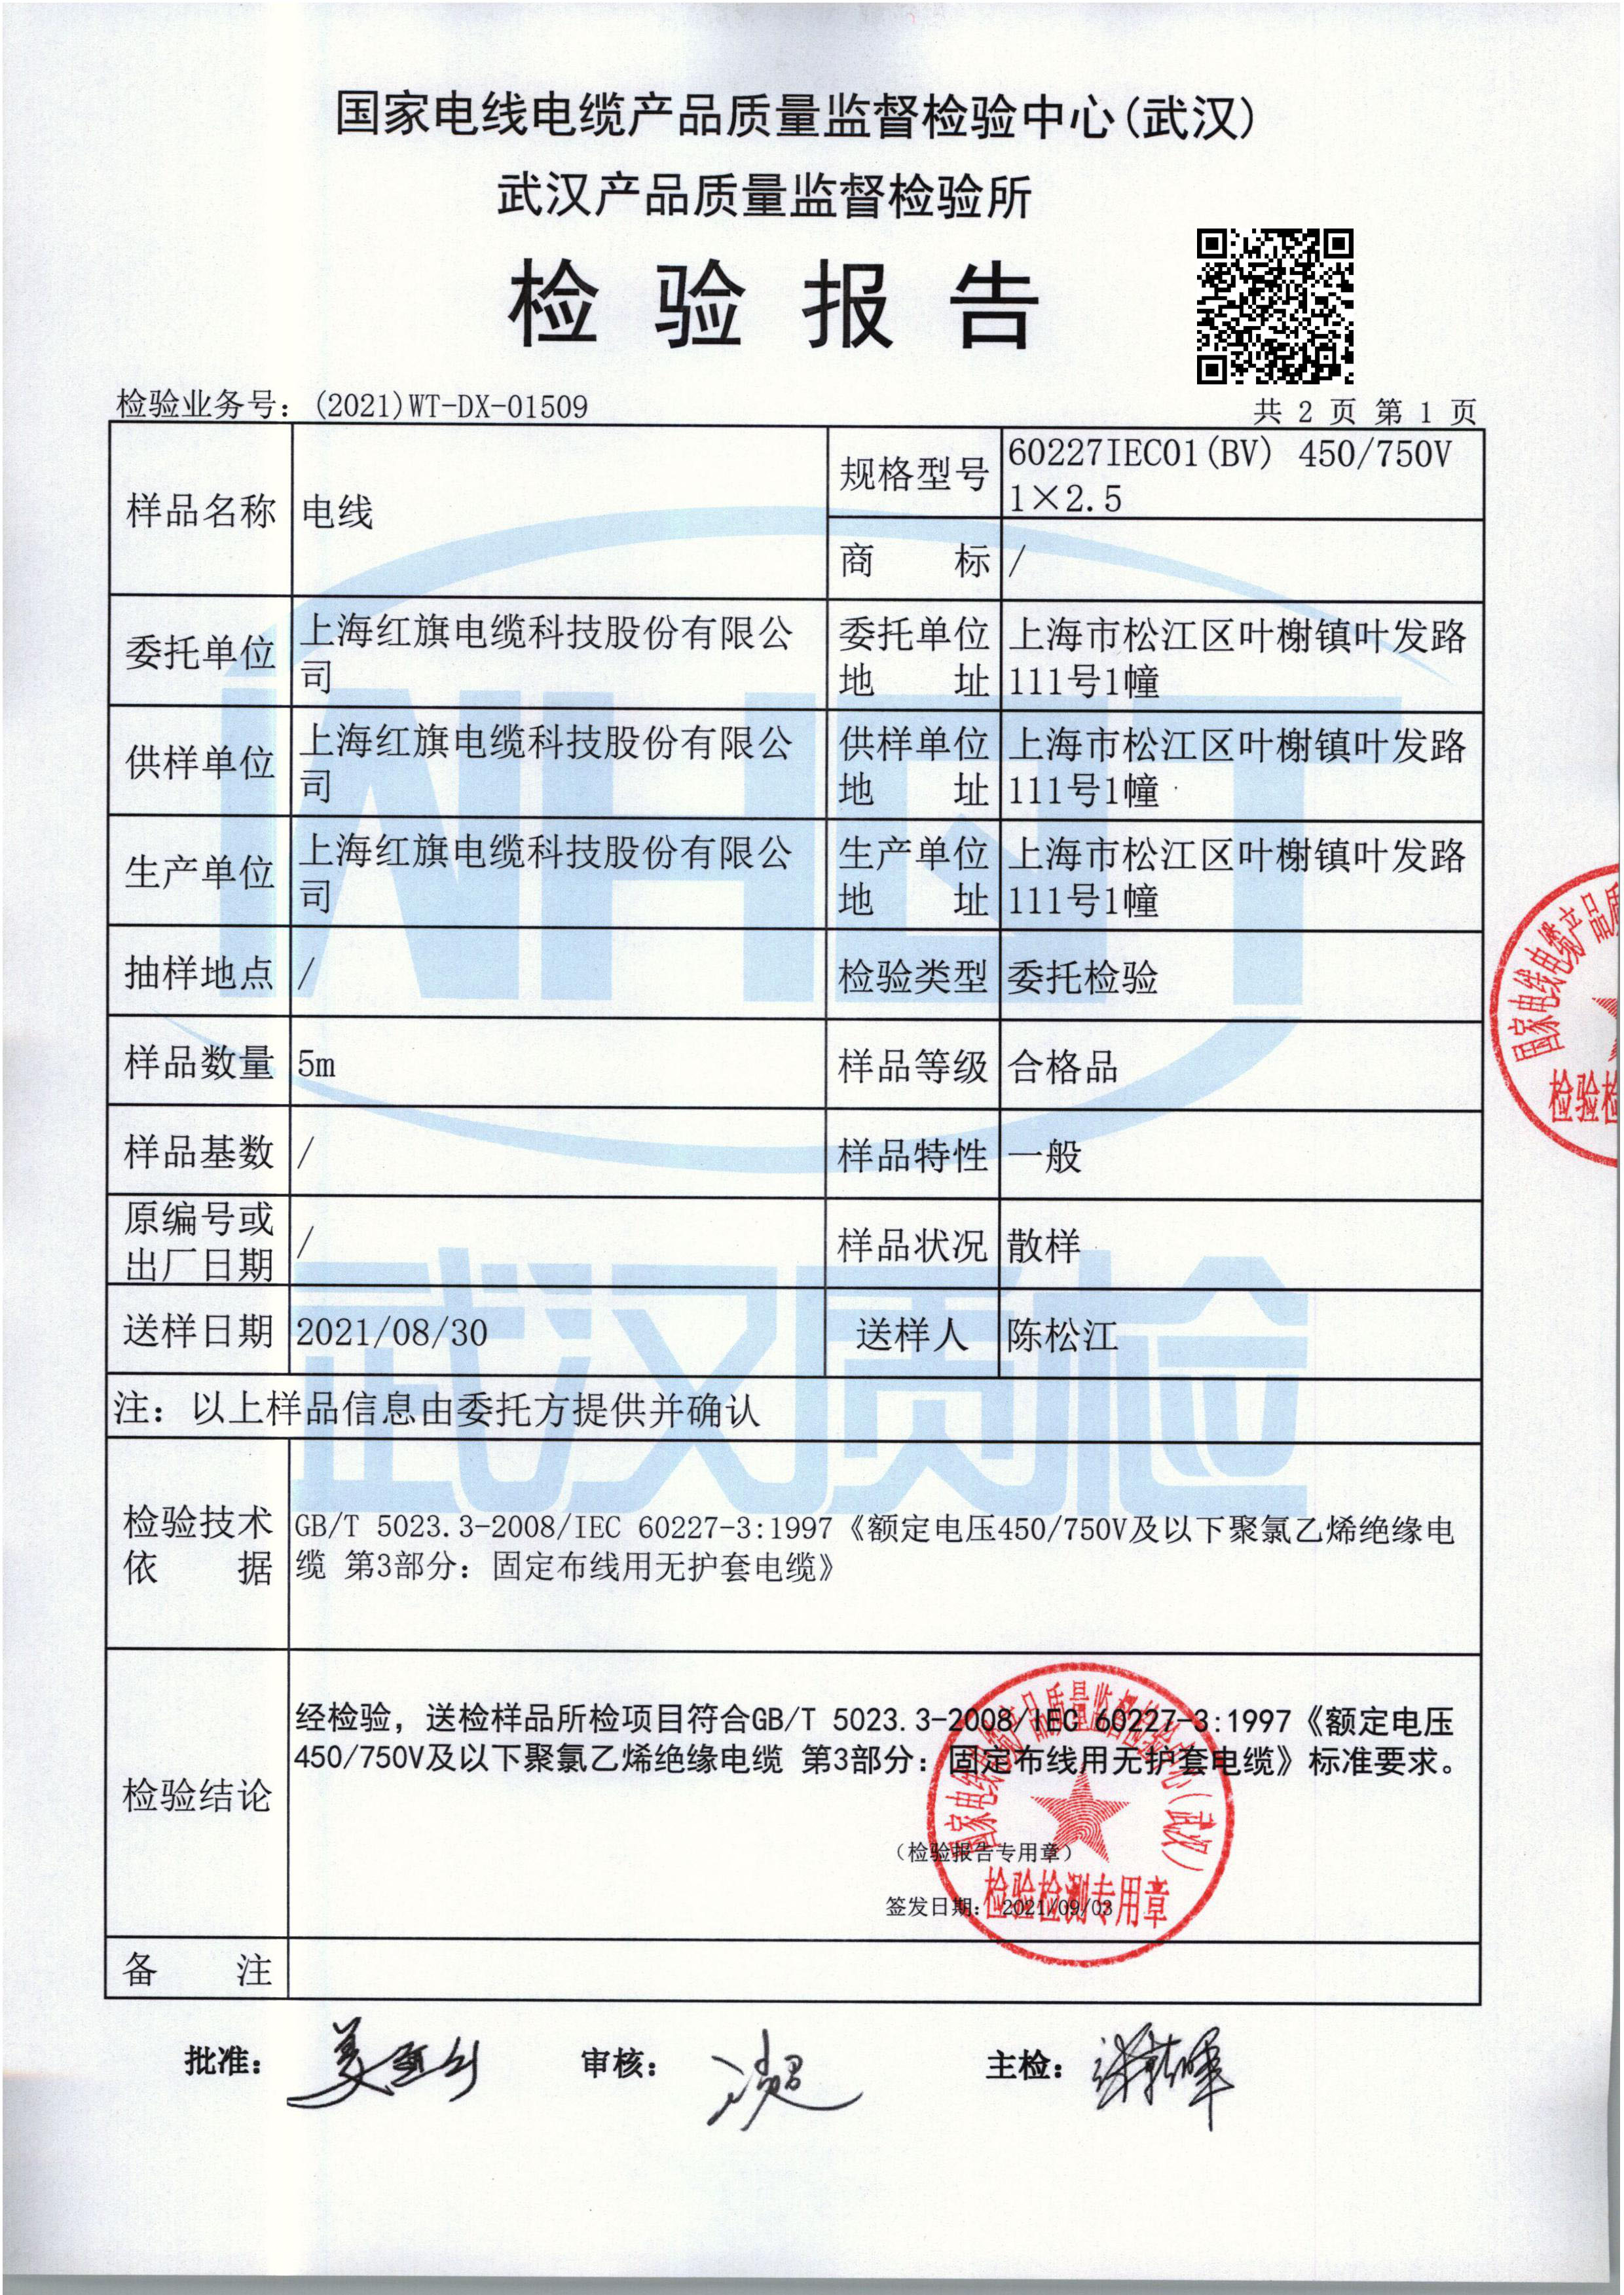 国家电线电缆产品质量监督检验中心(武汉)
武汉产品质量监督检验所
检验报告
检验业务号：(2021)WT-DX-01509
共 2 页 第 1 页
样品名称 电线
规格型号 60227IEC01(BV) 450/750V
1×2.5
商 标 /
委托单位 上海红旗电缆科技股份有限公
司
委托单位 上海市松江区叶榭镇叶发路
地 址 111号1幢
供样单位 上海红旗电缆科技股份有限公
司
供样单位 上海市松江区叶榭镇叶发路
地 址 111号1幢
生产单位 上海红旗电缆科技股份有限公
司
生产单位 上海市松江区叶榭镇叶发路
地 址 111号1幢
抽样地点 / 检验类型 委托检验
样品数量 5m 样品等级 合格品
样品基数 / 样品特性 一般
原编号或
出厂日期 / 样品状况 散样
送样日期 2021/08/30 送样人 陈松江
注：以上样品信息由委托方提供并确认
检验技术
依 据
GB/T 5023.3-2008/IEC 60227-3:1997《额定电压450/750V及以下聚氯乙烯绝缘电
缆 第3部分：固定布线用无护套电缆》
检验结论
经检验，送检样品所检项目符合GB/T 5023.3-2008/IEC 60227-3:1997《额定电压
450/750V及以下聚氯乙烯绝缘电缆 第3部分：固定布线用无护套电缆》标准要求。
（检验报告专用章）
签发日期： 2021/09/03
国家电线电缆产品质量监督检验中心(武汉)
检验检测专用章
备 注
批准：
审核：
主检：
WHQT
武汉质检
国家电线电缆产品质
检验检